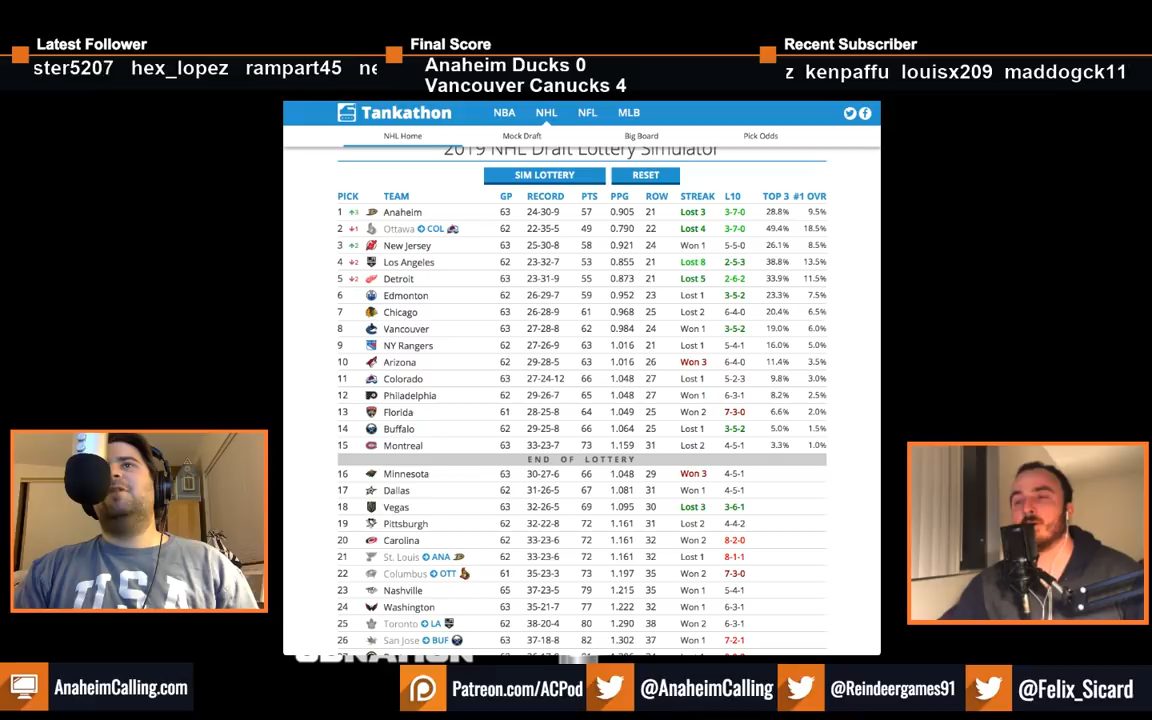 Latest Follower
ster5207 hex_lopez rampart45 ne
Final Score
Anaheim Ducks 0
Vancouver Canucks 4
Recent Subscriber
z kenpaffu louisx209 maddogck11
Tankathon NBA NHL NFL MLB
NHL Home Mock Draft Big Board Pick Odds
2019 NHL Draft Lottery Simulator
SIM LOTTERY RESET
PICK TEAM GP RECORD PTS PPG ROW STREAK L10 TOP 3 #1 OVR
1 3 Anaheim 63 24-30-9 57 0.905 21 Lost 3 3-7-0 28.8% 9.5%
2 1 Ottawa COL 62 22-35-5 49 0.790 22 Lost 4 3-7-0 49.4% 18.5%
3 2 New Jersey 63 25-30-8 58 0.921 24 Won 1 5-5-0 26.1% 8.5%
4 2 Los Angeles 62 23-32-7 53 0.855 21 Lost 8 2-5-3 38.8% 13.5%
5 2 Detroit 63 23-31-9 55 0.873 21 Lost 5 2-6-2 33.9% 11.5%
6 Edmonton 62 26-29-7 59 0.952 23 Lost 1 3-5-2 23.3% 7.5%
7 Chicago 63 26-28-9 61 0.968 25 Lost 2 6-4-0 20.4% 6.5%
8 Vancouver 63 27-28-8 62 0.984 24 Won 1 3-5-2 19.0% 6.0%
9 NY Rangers 62 27-26-9 63 1.016 21 Lost 1 5-4-1 16.0% 5.0%
10 Arizona 62 29-28-5 63 1.016 26 Won 3 6-4-0 11.4% 3.5%
11 Colorado 63 27-24-12 66 1.048 27 Lost 1 5-2-3 9.8% 3.0%
12 Philadelphia 62 29-26-7 65 1.048 27 Won 1 6-3-1 8.2% 2.5%
13 Florida 61 28-25-8 64 1.049 25 Won 2 7-3-0 6.6% 2.0%
14 Buffalo 62 29-25-8 66 1.064 25 Lost 1 3-5-2 5.0% 1.5%
15 Montreal 63 33-23-7 73 1.159 31 Lost 2 4-5-1 3.3% 1.0%
END OF LOTTERY
16 Minnesota 63 30-27-6 66 1.048 29 Won 3 4-5-1
17 Dallas 62 31-26-5 67 1.081 31 Won 1 4-5-1
18 Vegas 63 32-26-5 69 1.095 30 Lost 3 3-6-1
19 Pittsburgh 62 32-22-8 72 1.161 31 Lost 2 4-4-2
20 Carolina 62 33-23-6 72 1.161 32 Won 2 8-2-0
21 St. Louis ANA 62 33-23-6 72 1.161 32 Lost 1 8-1-1
22 Columbus OTT 61 35-23-3 73 1.197 35 Won 2 7-3-0
23 Nashville 65 37-23-5 79 1.215 35 Won 1 5-4-1
24 Washington 63 35-21-7 77 1.222 32 Won 1 6-3-1
25 Toronto LA 62 38-20-4 80 1.290 38 Won 2 6-3-1
26 San Jose BUF 63 37-18-8 82 1.302 37 Won 1 7-2-1
USA
AnaheimCalling.com Patreon.com/ACPod @AnaheimCalling @Reindeergames91 @Felix_Sicard